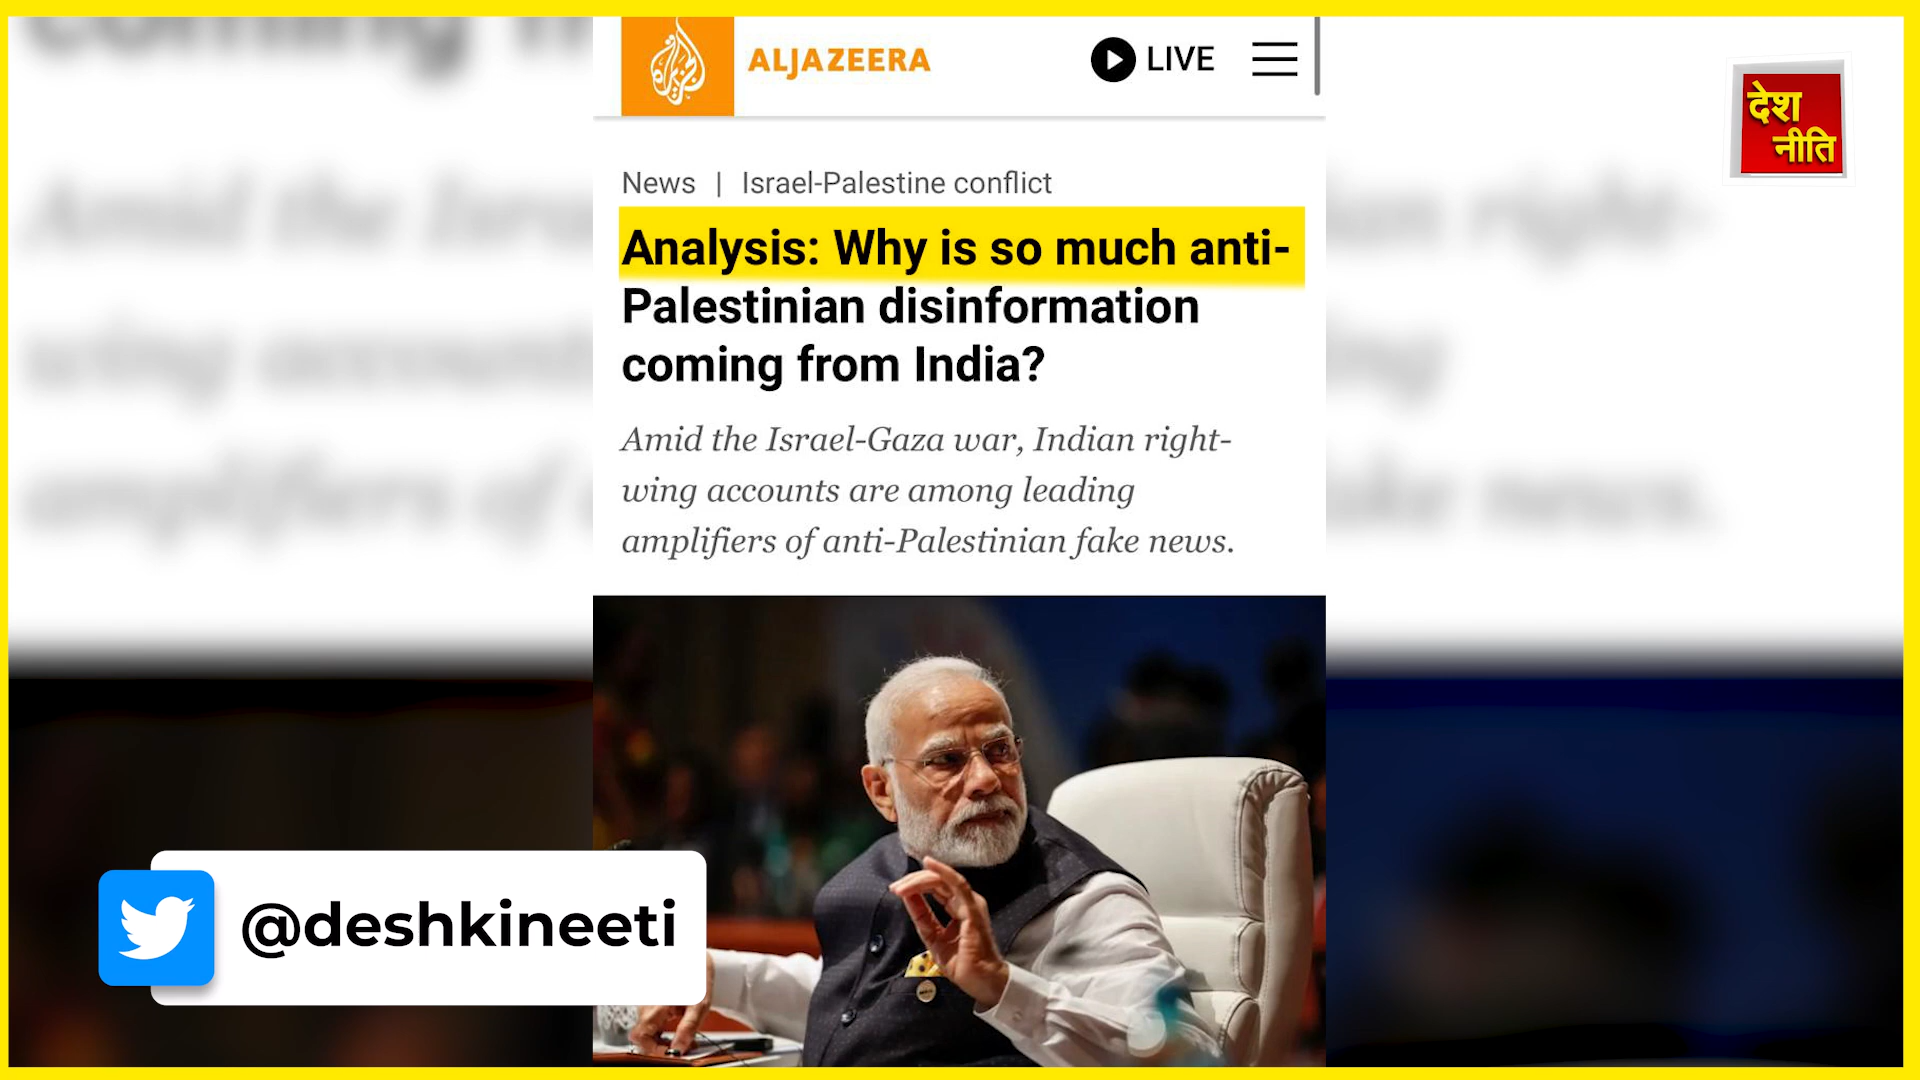 ALJAZEERA
LIVE
देश
नीति
News | Israel-Palestine conflict
Analysis: Why is so much anti-
Palestinian disinformation
coming from India?
Amid the Israel-Gaza war, Indian right-
wing accounts are among leading
amplifiers of anti-Palestinian fake news.
@deshkineeti